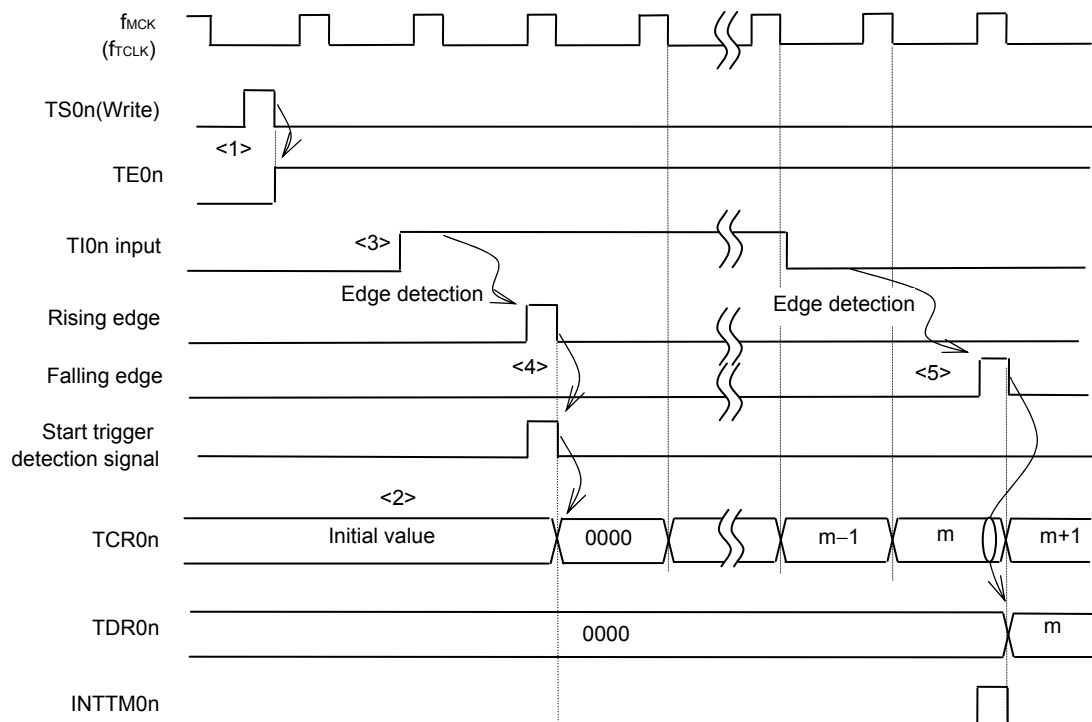 fMCK
(fTCLK)
TS0n(Write)
<1>
TE0n
TI0n input
<3>
Edge detection
Edge detection
Rising edge
<4>
<5>
Falling edge
Start trigger
detection signal
<2>
TCR0n
Initial value
0000
m−1
m
m+1
TDR0n
0000
m
INTTM0n